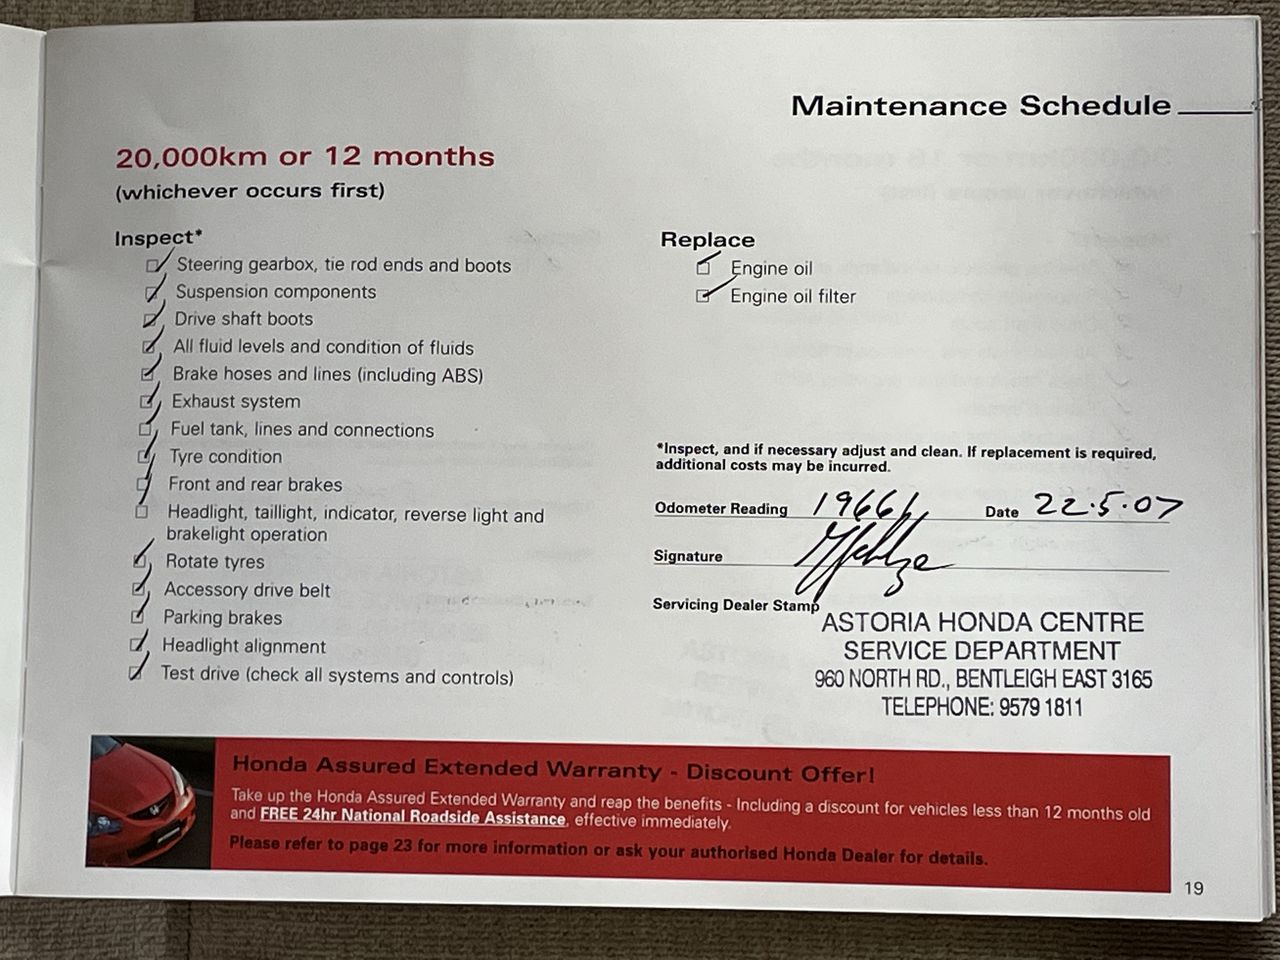 Maintenance Schedule
20,000km or 12 months
(whichever occurs first)
Inspect*
Steering gearbox, tie rod ends and boots
Suspension components
Drive shaft boots
All fluid levels and condition of fluids
Brake hoses and lines (including ABS)
Exhaust system
Fuel tank, lines and connections
Tyre condition
Front and rear brakes
Headlight, taillight, indicator, reverse light and
brakelight operation
Rotate tyres
Accessory drive belt
Parking brakes
Headlight alignment
Test drive (check all systems and controls)
Replace
Engine oil
Engine oil filter
*Inspect, and if necessary adjust and clean. If replacement is required,
additional costs may be incurred.
Odometer Reading Date 22.5.07
Signature
Servicing Dealer Stamp
ASTORIA HONDA CENTRE
SERVICE DEPARTMENT
960 NORTH RD., BENTLEIGH EAST 3165
TELEPHONE: 9579 1811
Honda Assured Extended Warranty - Discount Offer!
Take up the Honda Assured Extended Warranty and reap the benefits - Including a discount for vehicles less than 12 months old
and FREE 24hr National Roadside Assistance, effective immediately.
Please refer to page 23 for more information or ask your authorised Honda Dealer for details.
19